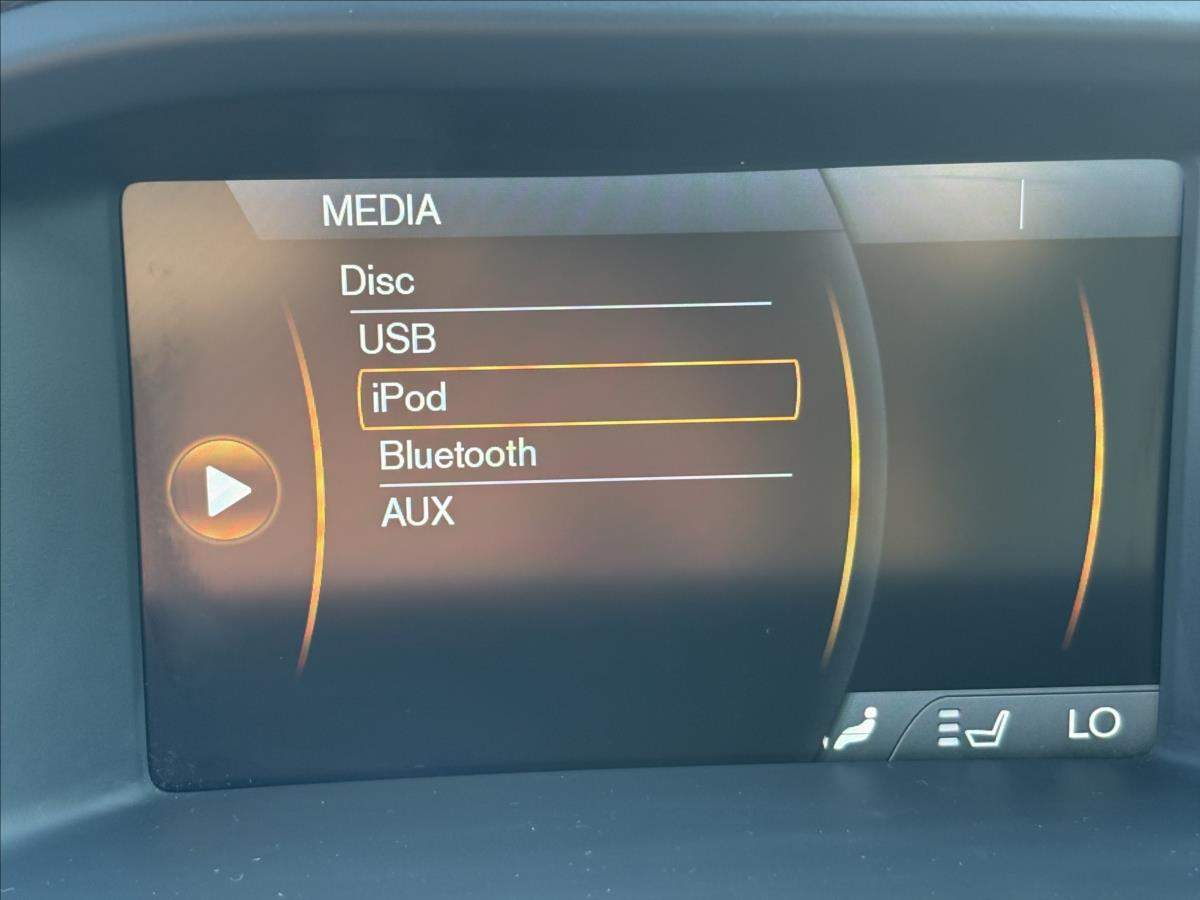 MEDIA
Disc
USB
iPod
Bluetooth
AUX
LO